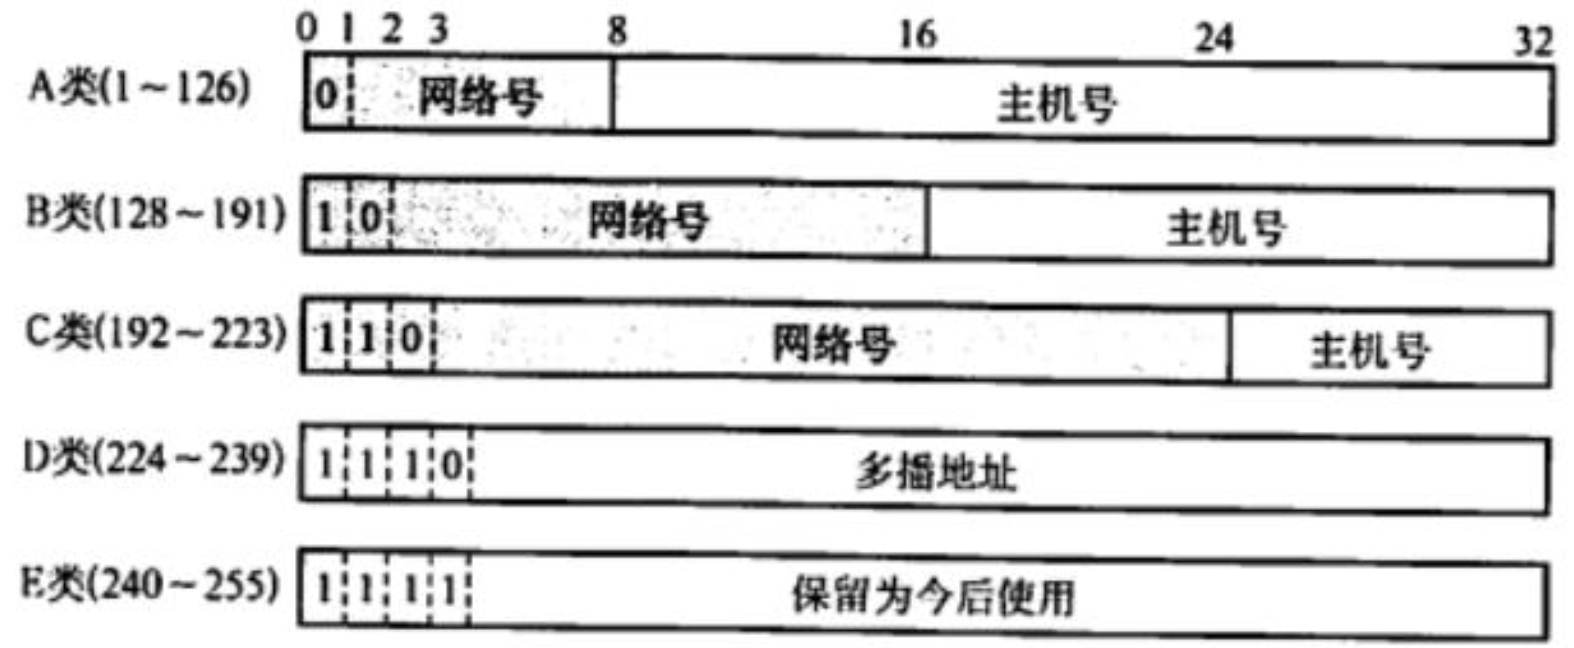 0 1 2 3 8 16 24 32
A类(1~126) 0 网络号 主机号
B类(128~191) 1 0 网络号 主机号
C类(192~223) 1 1 0 网络号 主机号
D类(224~239) 1 1 1 0 多播地址
E类(240~255) 1 1 1 1 保留为今后使用